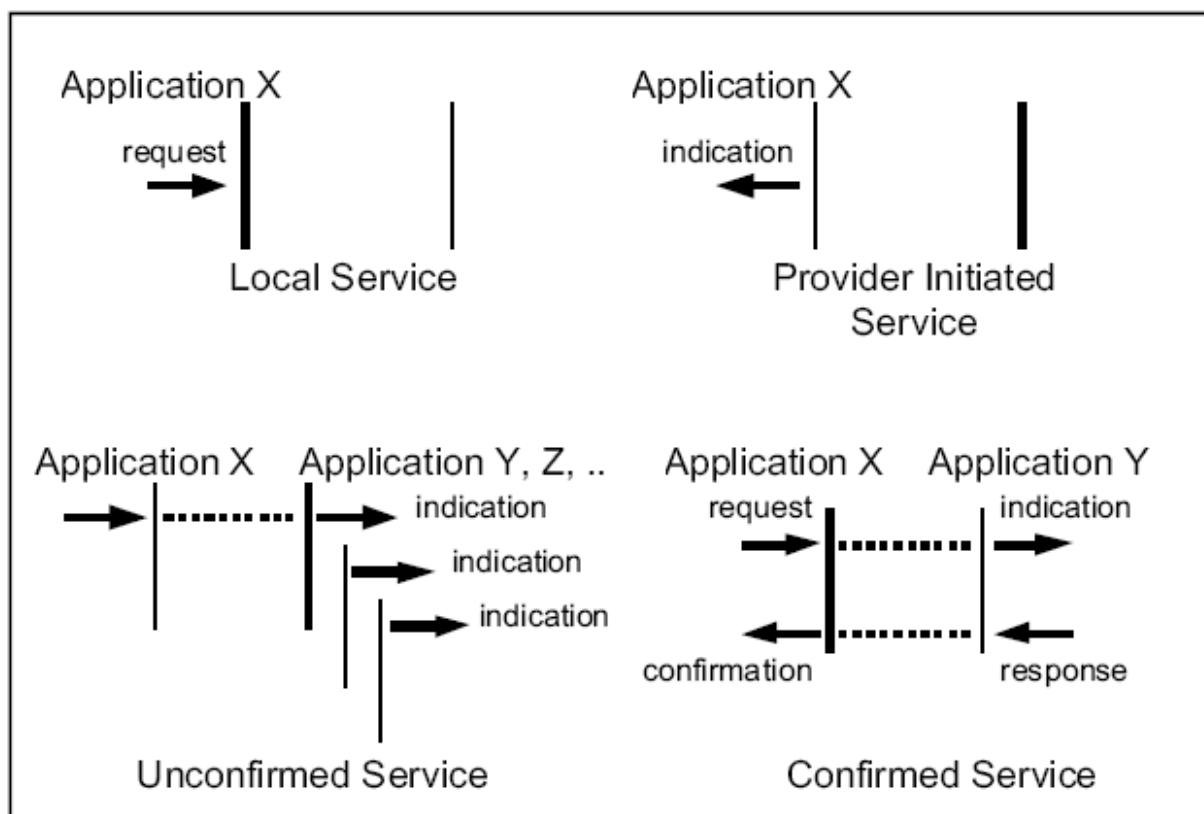 Application X
request
Local Service
Application X
indication
Provider Initiated
Service
Application X
Application Y, Z, ..
indication
indication
indication
Unconfirmed Service
Application X
Application Y
request
indication
confirmation
response
Confirmed Service